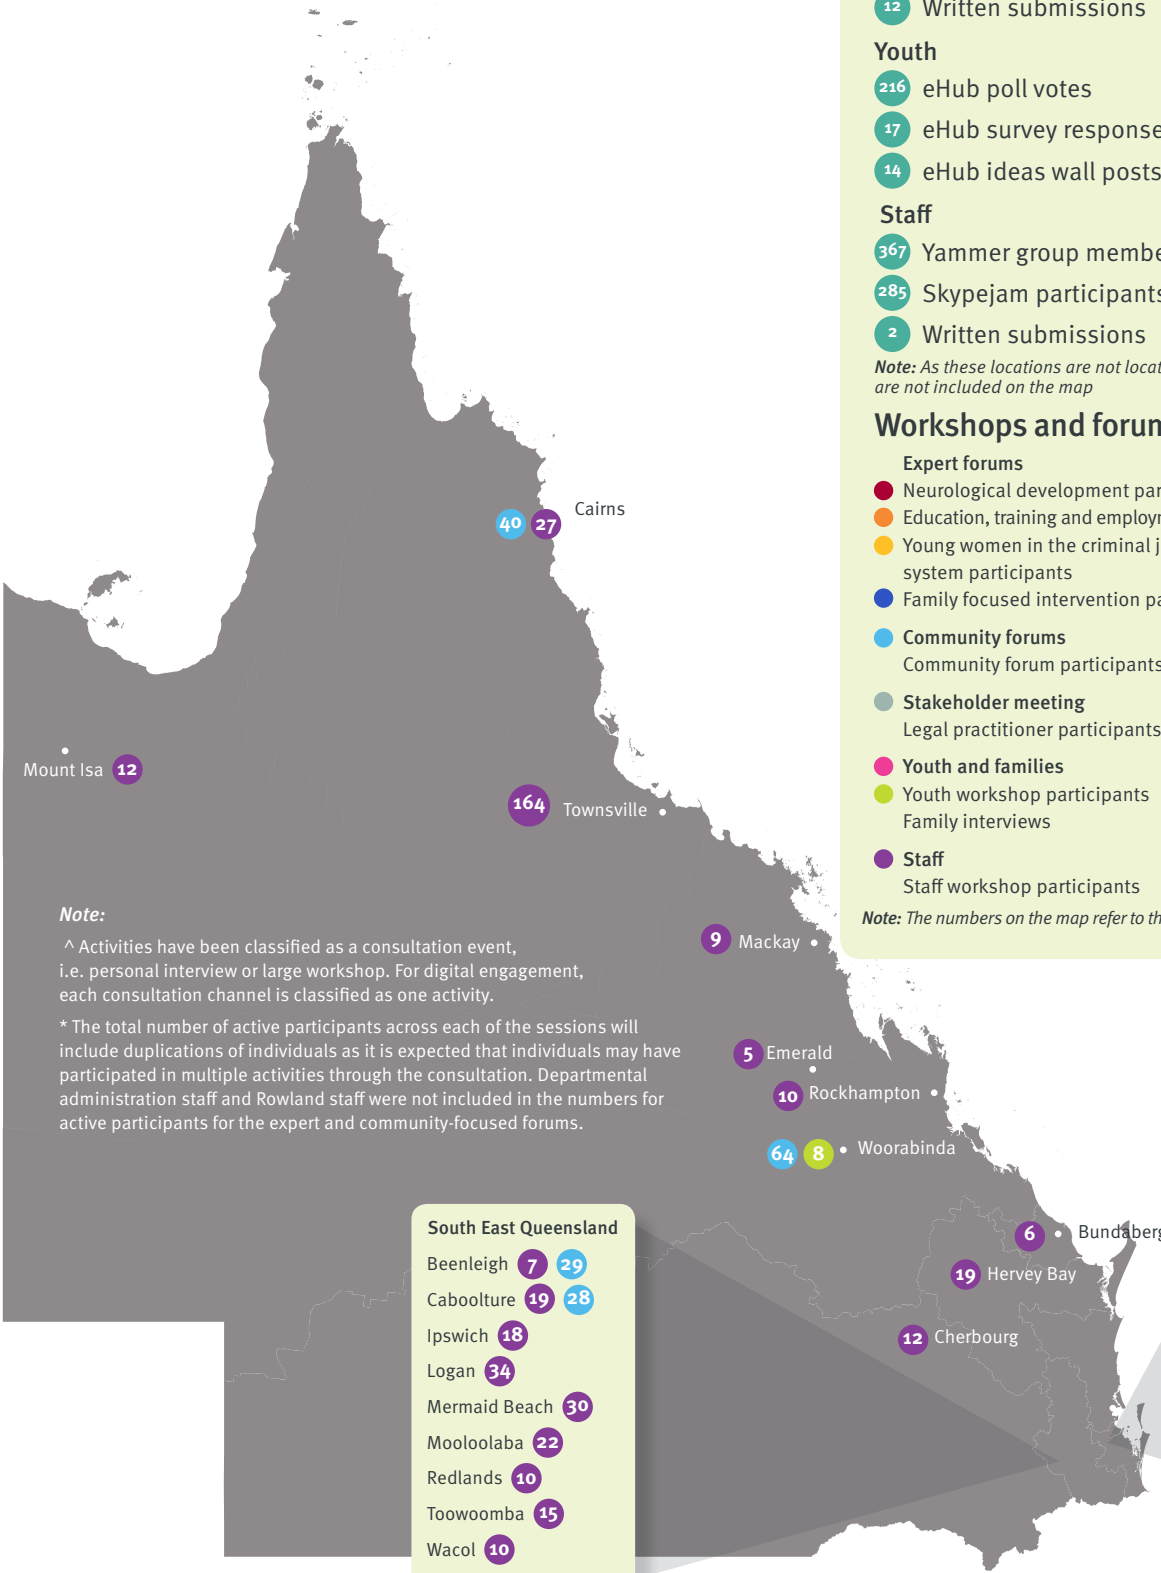 12 Written submissions
Youth
216 eHub poll votes
17 eHub survey response
14 eHub ideas wall posts
Staff
367 Yammer group membe
285 Skypejam participants
2 Written submissions
Note: As these locations are not locat
are not included on the map
Workshops and forun
Expert forums
Neurological development par
Education, training and employn
Young women in the criminal j
system participants
Family focused intervention pa
Community forums
Community forum participants
Stakeholder meeting
Legal practitioner participants
Youth and families
Youth workshop participants
Family interviews
Staff
Staff workshop participants
Note: The numbers on the map refer to th
40 27 Cairns
Mount Isa 12
164 Townsville
9 Mackay
5 Emerald
10 Rockhampton
64 8 Woorabinda
6 Bundaberg
19 Hervey Bay
12 Cherbourg
Note:
^ Activities have been classified as a consultation event,
i.e. personal interview or large workshop. For digital engagement,
each consultation channel is classified as one activity.
* The total number of active participants across each of the sessions will
include duplications of individuals as it is expected that individuals may have
participated in multiple activities through the consultation. Departmental
administration staff and Rowland staff were not included in the numbers for
active participants for the expert and community-focused forums.
South East Queensland
Beenleigh 7 29
Caboolture 19 28
Ipswich 18
Logan 34
Mermaid Beach 30
Mooloolaba 22
Redlands 10
Toowoomba 15
Wacol 10